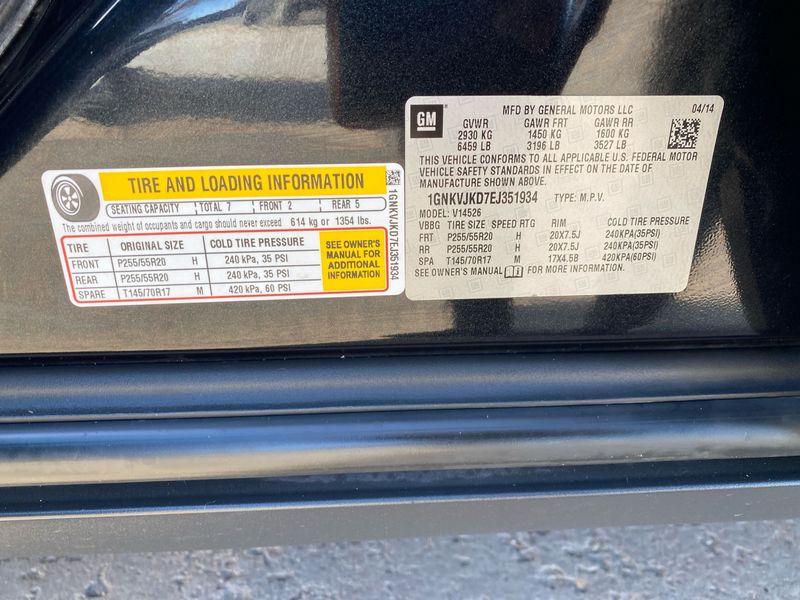 TIRE AND LOADING INFORMATION
SEATING CAPACITY TOTAL 7 FRONT 2 REAR 5
The combined weight of occupants and cargo should never exceed 614 kg or 1354 lbs.
TIRE ORIGINAL SIZE COLD TIRE PRESSURE
FRONT P255/55R20 H 240 kPa, 35 PSI
REAR P255/55R20 H 240 kPa, 35 PSI
SPARE T145/70R17 M 420 kPa, 60 PSI
SEE OWNER'S
MANUAL FOR
ADDITIONAL
INFORMATION
1GNKVJKD7EJ351934
GM
MFD BY GENERAL MOTORS LLC 04/14
GVWR GAWR FRT GAWR RR
2930 KG 1450 KG 1600 KG
6459 LB 3196 LB 3527 LB
THIS VEHICLE CONFORMS TO ALL APPLICABLE U.S. FEDERAL MOTOR
VEHICLE SAFETY STANDARDS IN EFFECT ON THE DATE OF
MANUFACTURE SHOWN ABOVE.
1GNKVJKD7EJ351934 TYPE: M.P.V.
MODEL: V14526
VBBG TIRE SIZE SPEED RTG RIM COLD TIRE PRESSURE
FRT P255/55R20 H 20X7.5J 240KPA(35PSI)
RR P255/55R20 H 20X7.5J 240KPA(35PSI)
SPA T145/70R17 M 17X4.5B 420KPA(60PSI)
SEE OWNER'S MANUAL FOR MORE INFORMATION.